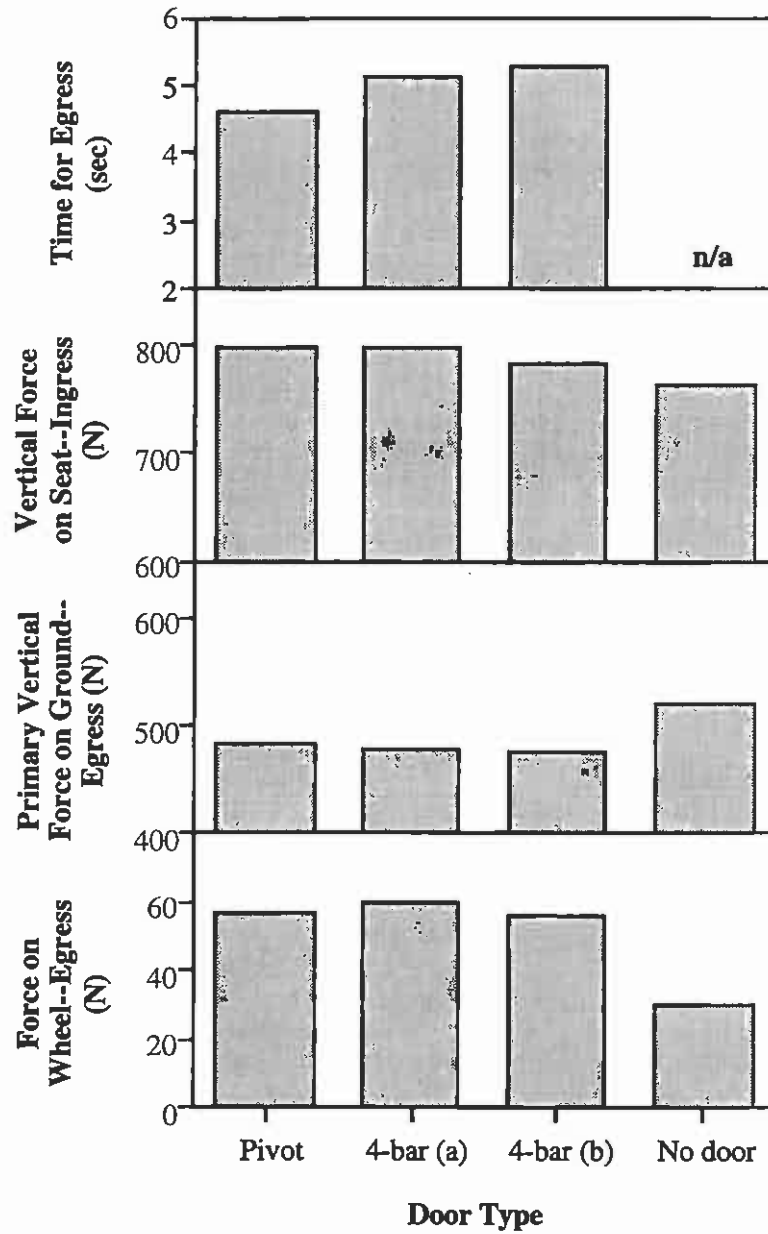 6
5
4
3
2
Time for Egress
(sec)
n/a
800
700
600
Vertical Force
on Seat--Ingress
(N)
600
500
400
Primary Vertical
Force on Ground--
Egress (N)
60
40
20
0
Force on
Wheel--Egress
(N)
Pivot 4-bar (a) 4-bar (b) No door
Door Type